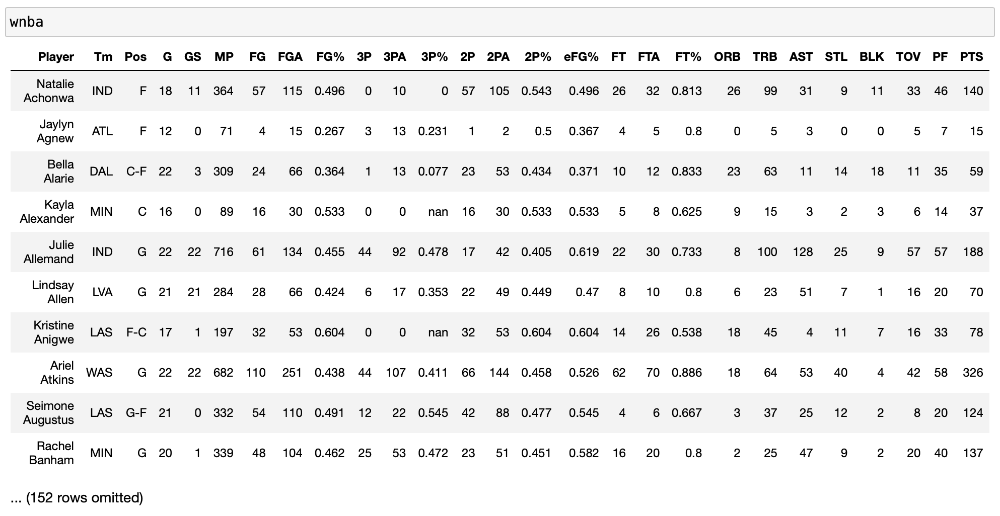 wnba
Player Tm Pos G GS MP FG FGA FG% 3P 3PA 3P% 2P 2PA 2P% eFG% FT FTA FT% ORB TRB AST STL BLK TOV PF PTS
Natalie
Achonwa IND F 18 11 364 57 115 0.496 0 10 0 57 105 0.543 0.496 26 32 0.813 26 99 31 9 11 33 46 140
Jaylyn
Agnew ATL F 12 0 71 4 15 0.267 3 13 0.231 1 2 0.5 0.367 4 5 0.8 0 5 3 0 0 5 7 15
Bella
Alarie DAL C-F 22 3 309 24 66 0.364 1 13 0.077 23 53 0.434 0.371 10 12 0.833 23 63 11 14 18 11 35 59
Kayla
Alexander MIN C 16 0 89 16 30 0.533 0 0 nan 16 30 0.533 0.533 5 8 0.625 9 15 3 2 3 6 14 37
Julie
Allemand IND G 22 22 716 61 134 0.455 44 92 0.478 17 42 0.405 0.619 22 30 0.733 8 100 128 25 9 57 57 188
Lindsay
Allen LVA G 21 21 284 28 66 0.424 6 17 0.353 22 49 0.449 0.47 8 10 0.8 6 23 51 7 1 16 20 70
Kristine
Anigwe LAS F-C 17 1 197 32 53 0.604 0 0 nan 32 53 0.604 0.604 14 26 0.538 18 45 4 11 7 16 33 78
Ariel
Atkins WAS G 22 22 682 110 251 0.438 44 107 0.411 66 144 0.458 0.526 62 70 0.886 18 64 53 40 4 42 58 326
Seimone
Augustus LAS G-F 21 0 332 54 110 0.491 12 22 0.545 42 88 0.477 0.545 4 6 0.667 3 37 25 12 2 8 20 124
Rachel
Banham MIN G 20 1 339 48 104 0.462 25 53 0.472 23 51 0.451 0.582 16 20 0.8 2 25 47 9 2 20 40 137
... (152 rows omitted)